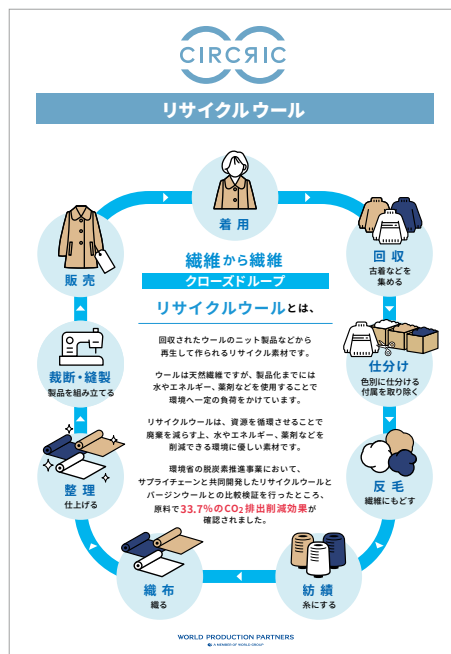 CIRCRIC
リサイクルウール
着用
回収
古着などを
集める
仕分け
色別に仕分ける
付属を取り除く
反毛
繊維にもどす
紡績
糸にする
織布
織る
整理
仕上げる
裁断・縫製
製品を組み立てる
販売
繊維から繊維
クローズドループ
リサイクルウールとは、
回収されたウールのニット製品などから
再生して作られるリサイクル素材です。
ウールは天然繊維ですが、製品化までには
水やエネルギー、薬剤などを使用することで
環境へ一定の負荷をかけています。
リサイクルウールは、資源を循環させることで
廃棄を減らす上、水やエネルギー、薬剤などを
削減できる環境に優しい素材です。
環境省の脱炭素推進事業において、
サプライチェーンと共同開発したリサイクルウールと
バージンウールとの比較検証を行ったところ、
原料で33.7%のCO2排出削減効果が
確認されました。
WORLD PRODUCTION PARTNERS
A MEMBER OF WORLD GROUP